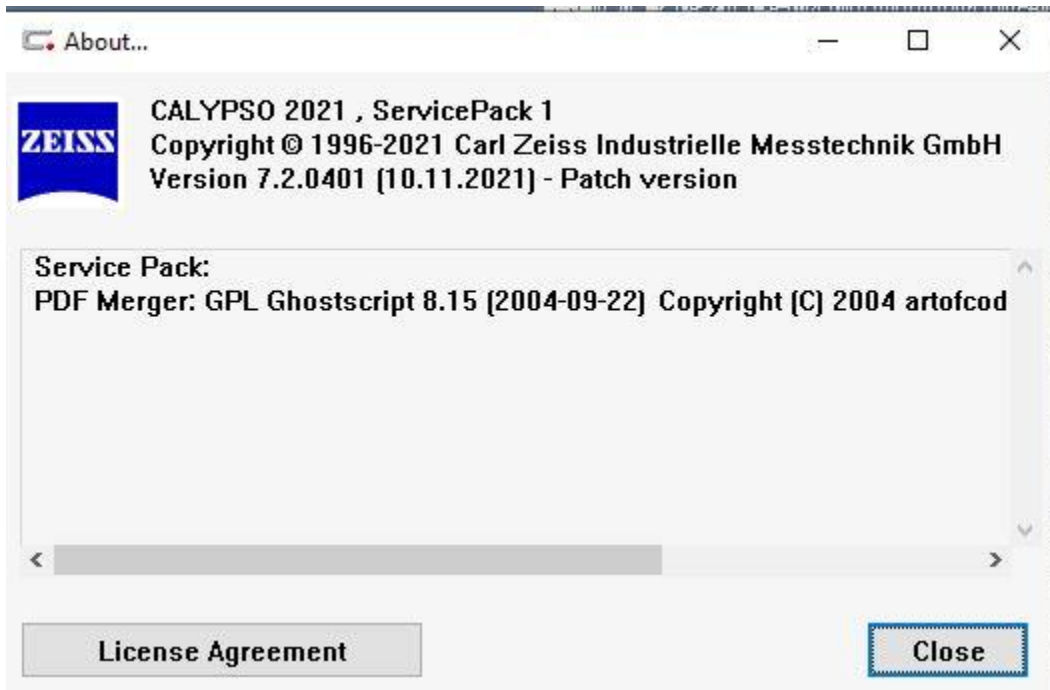 About...
ZEISS
CALYPSO 2021 , ServicePack 1
Copyright © 1996-2021 Carl Zeiss Industrielle Messtechnik GmbH
Version 7.2.0401 (10.11.2021) - Patch version
Service Pack:
PDF Merger: GPL Ghostscript 8.15 (2004-09-22) Copyright (C) 2004 artofcod
License Agreement
Close